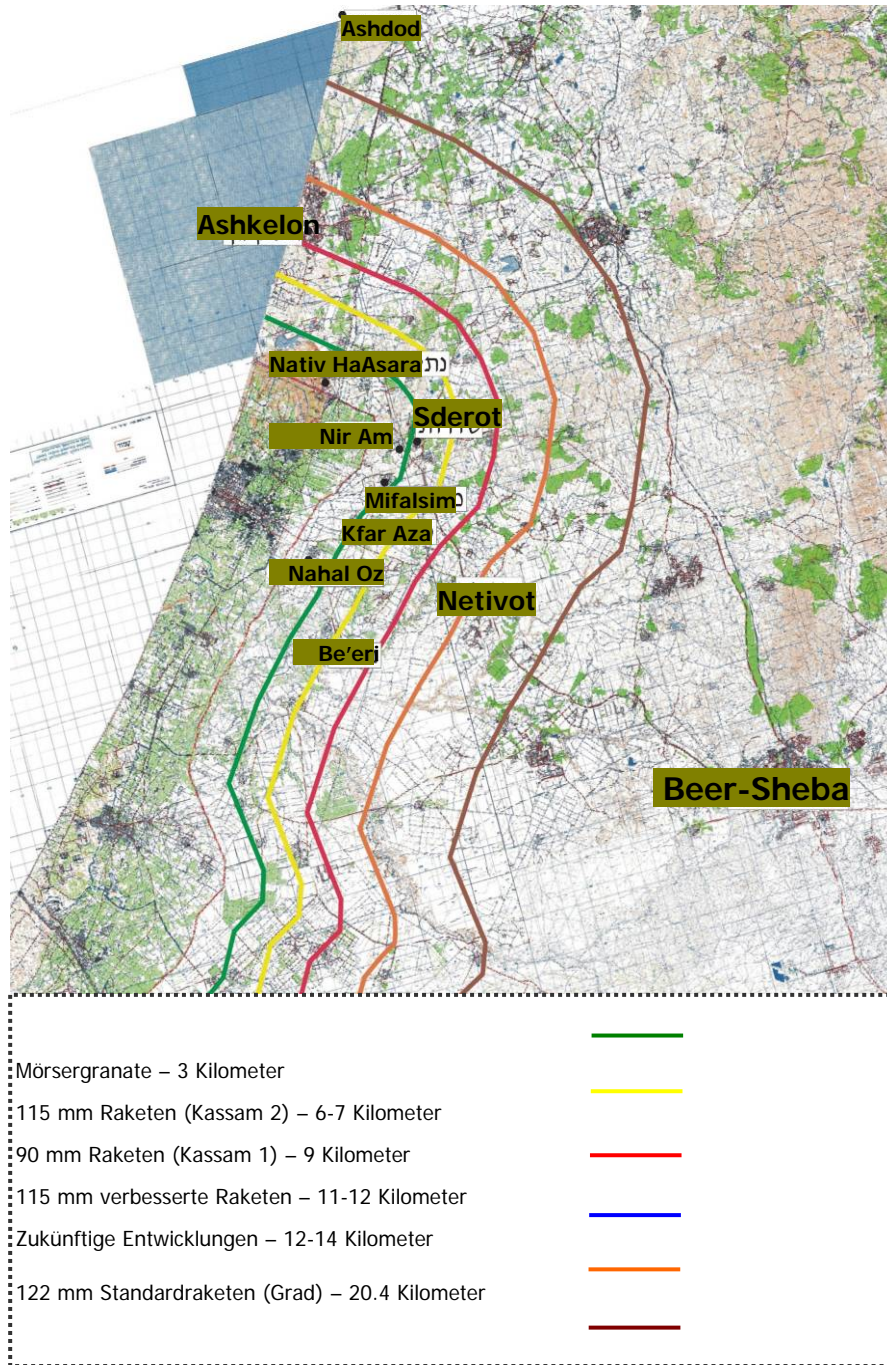 Ashdod
Ashkelon
Nativ HaAsara נת
Sderot
Nir Am
Mifalsim
Kfar Aza
Nahal Oz
Netivot
Be'eri
Beer-Sheba
Mörsergranate – 3 Kilometer
115 mm Raketen (Kassam 2) – 6-7 Kilometer
90 mm Raketen (Kassam 1) – 9 Kilometer
115 mm verbesserte Raketen – 11-12 Kilometer
Zukünftige Entwicklungen – 12-14 Kilometer
122 mm Standardraketen (Grad) – 20.4 Kilometer